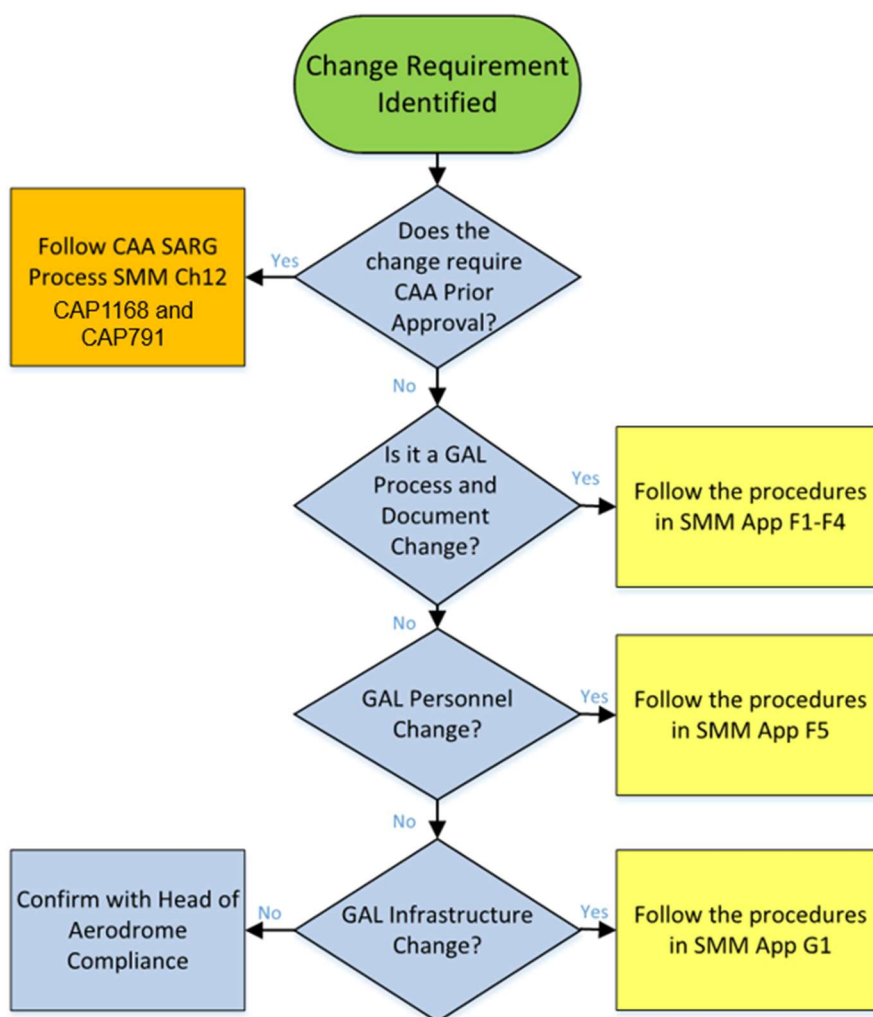 Change Requirement
Identified
Does the
change require
CAA Prior
Approval?
Yes
Follow CAA SARG
Process SMM Ch12
CAP1168 and
CAP791
No
Is it a GAL
Process and
Document
Change?
Yes
Follow the procedures
in SMM App F1-F4
No
GAL Personnel
Change?
Yes
Follow the procedures
in SMM App F5
No
GAL Infrastructure
Change?
Yes
Follow the procedures
in SMM App G1
No
Confirm with Head of
Aerodrome
Compliance